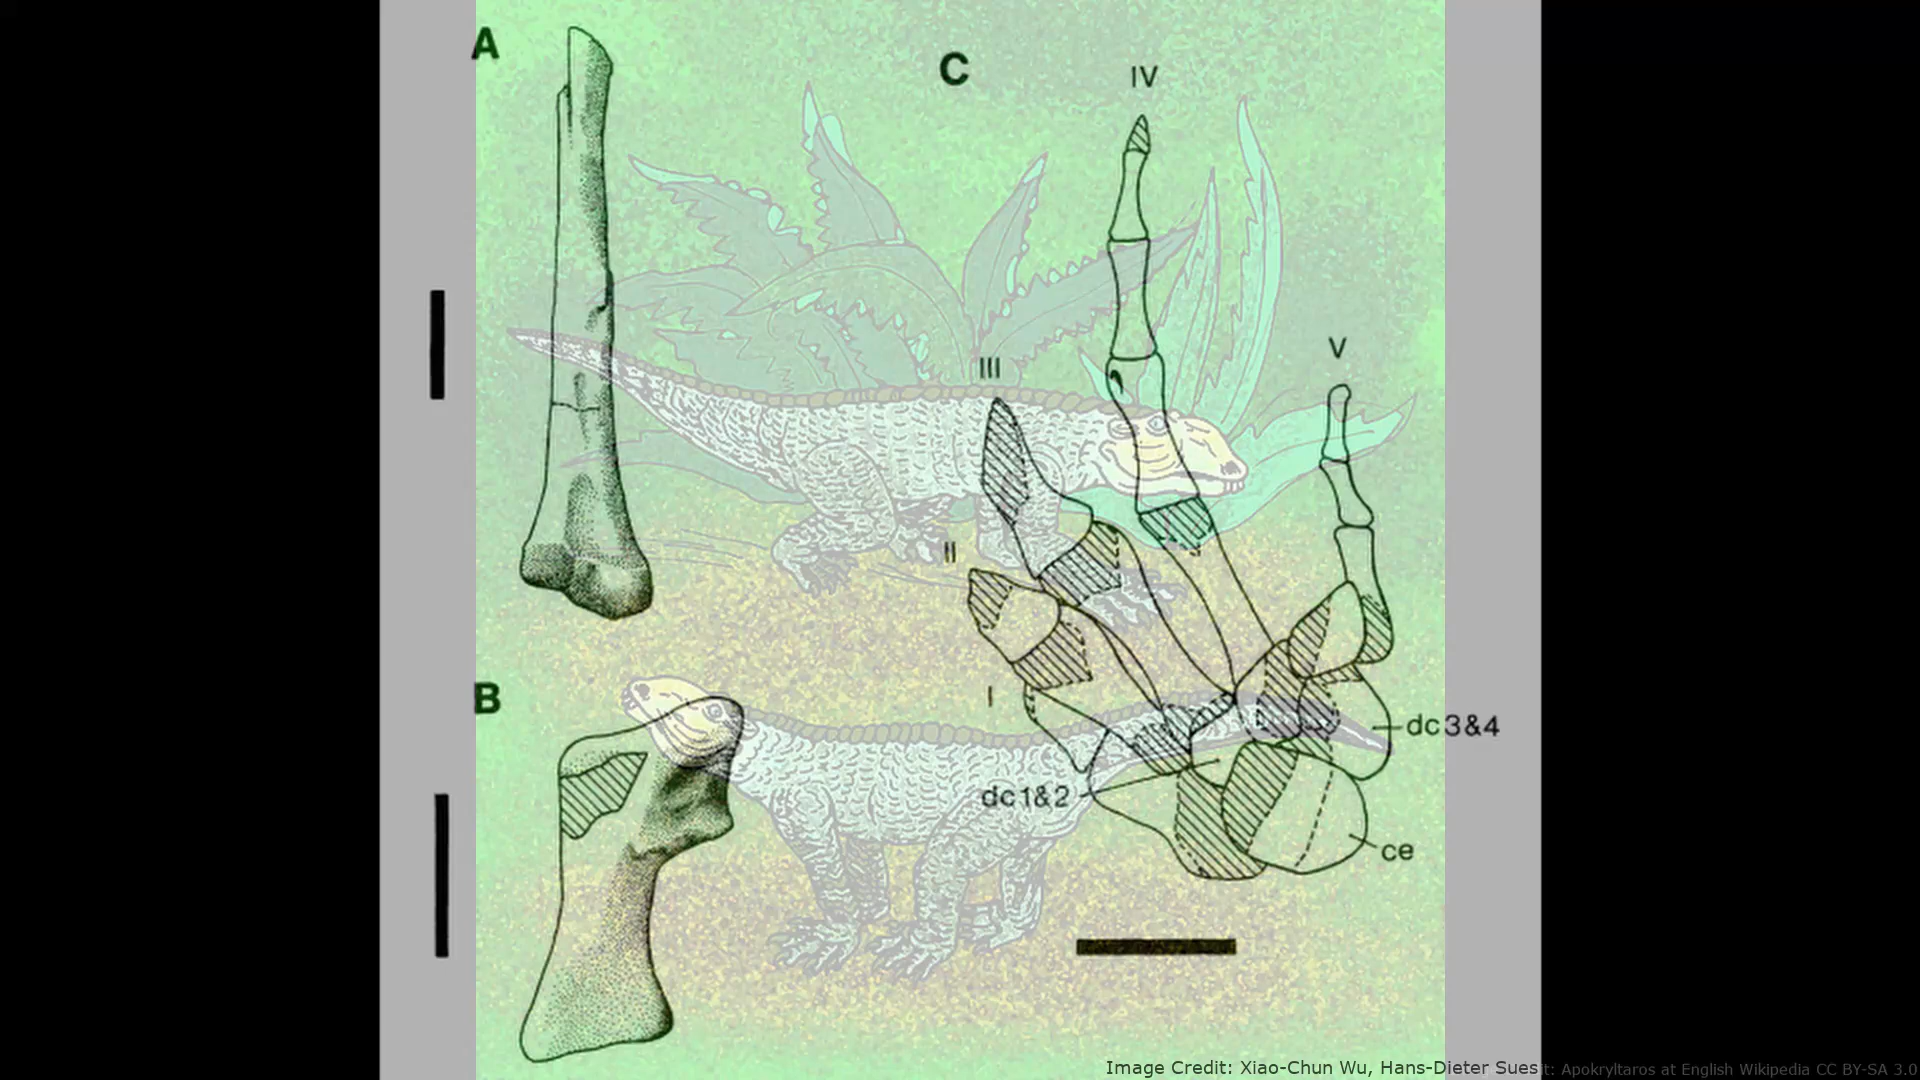 A
C
IV
V
III
II
B
I
dc3&4
dc1&2
ce
Image Credit: Xiao-Chun Wu, Hans-Dieter Suesit: Apokryltaros at English Wikipedia CC BY-SA 3.0